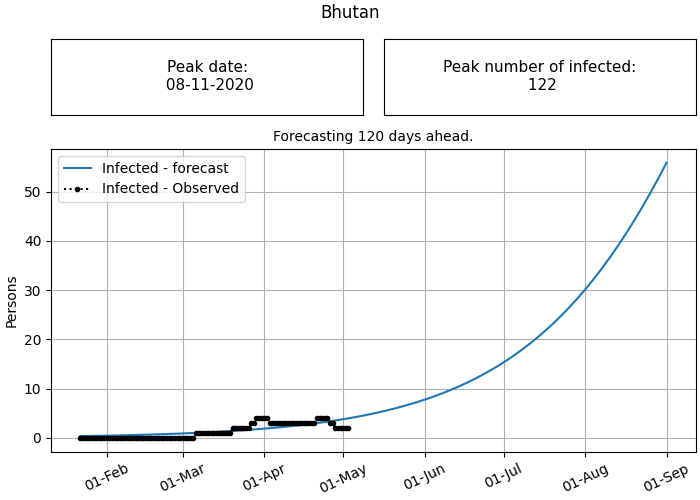 Bhutan
Peak date:
08-11-2020
Peak number of infected:
122
Forecasting 120 days ahead.
Infected - forecast
Infected - Observed
Persons
50
40
30
20
10
0
01-Feb
01-Mar
01-Apr
01-May
01-Jun
01-Jul
01-Aug
01-Sep